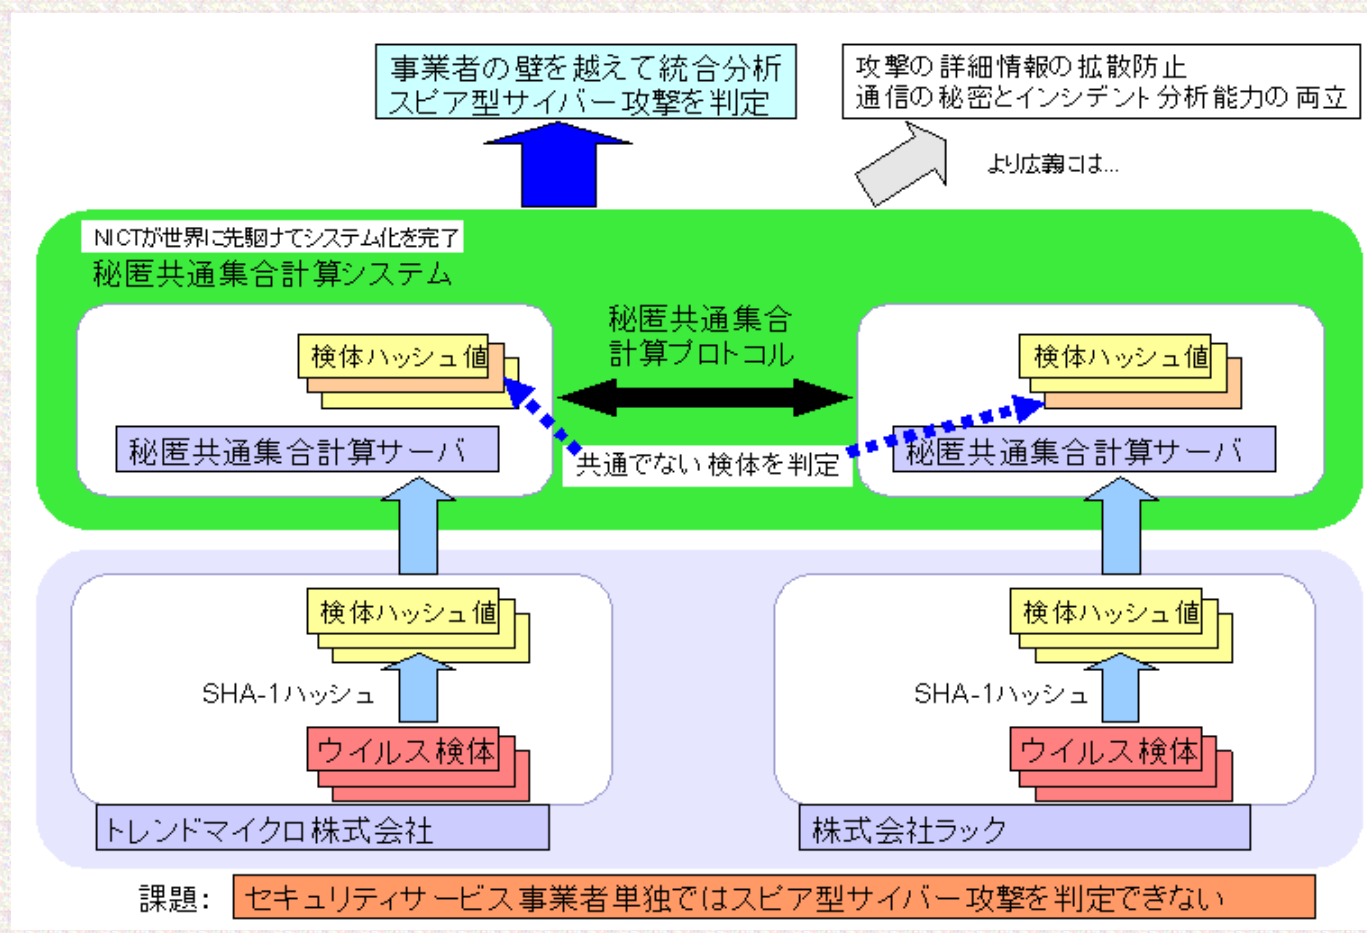 事業者の壁を越えて統合分析
スピア型サイバー攻撃を判定
攻撃の詳細情報の拡散防止
通信の秘密とインシデント分析能力の両立
より広義には...
NICTが世界に先駆けてシステム化を完了
秘匿共通集合計算システム
秘匿共通集合
計算プロトコル
検体ハッシュ値
検体ハッシュ値
秘匿共通集合計算サーバ
共通でない検体を判定
秘匿共通集合計算サーバ
検体ハッシュ値
検体ハッシュ値
SHA-1ハッシュ
SHA-1ハッシュ
ウイルス検体
ウイルス検体
トレンドマイクロ株式会社
株式会社ラック
課題:
セキュリティサービス事業者単独ではスピア型サイバー攻撃を判定できない